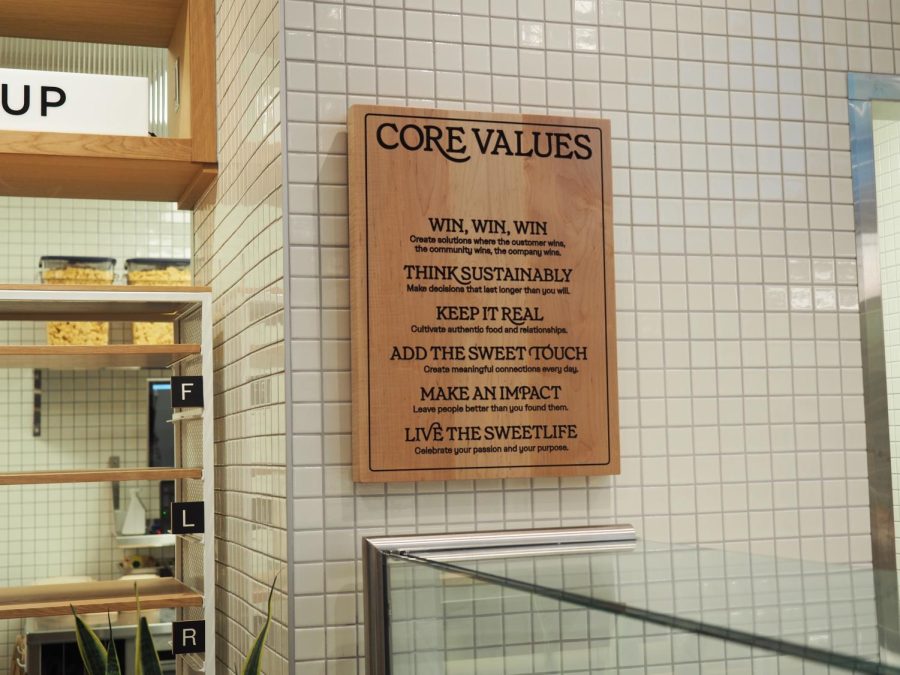 UP
CORE VALUES
WIN, WIN, WIN
Create solutions where the customer wins,
the community wins, the company wins.
THINK SUSTAINABLY
Make decisions that last longer than you will.
KEEP IT REAL
Cultivate authentic food and relationships.
ADD THE SWEET TOUCH
Create meaningful connections every day.
MAKE AN IMPACT
Leave people better than you found them.
LIVE THE SWEETLIFE
Celebrate your passion and your purpose.
F
L
R